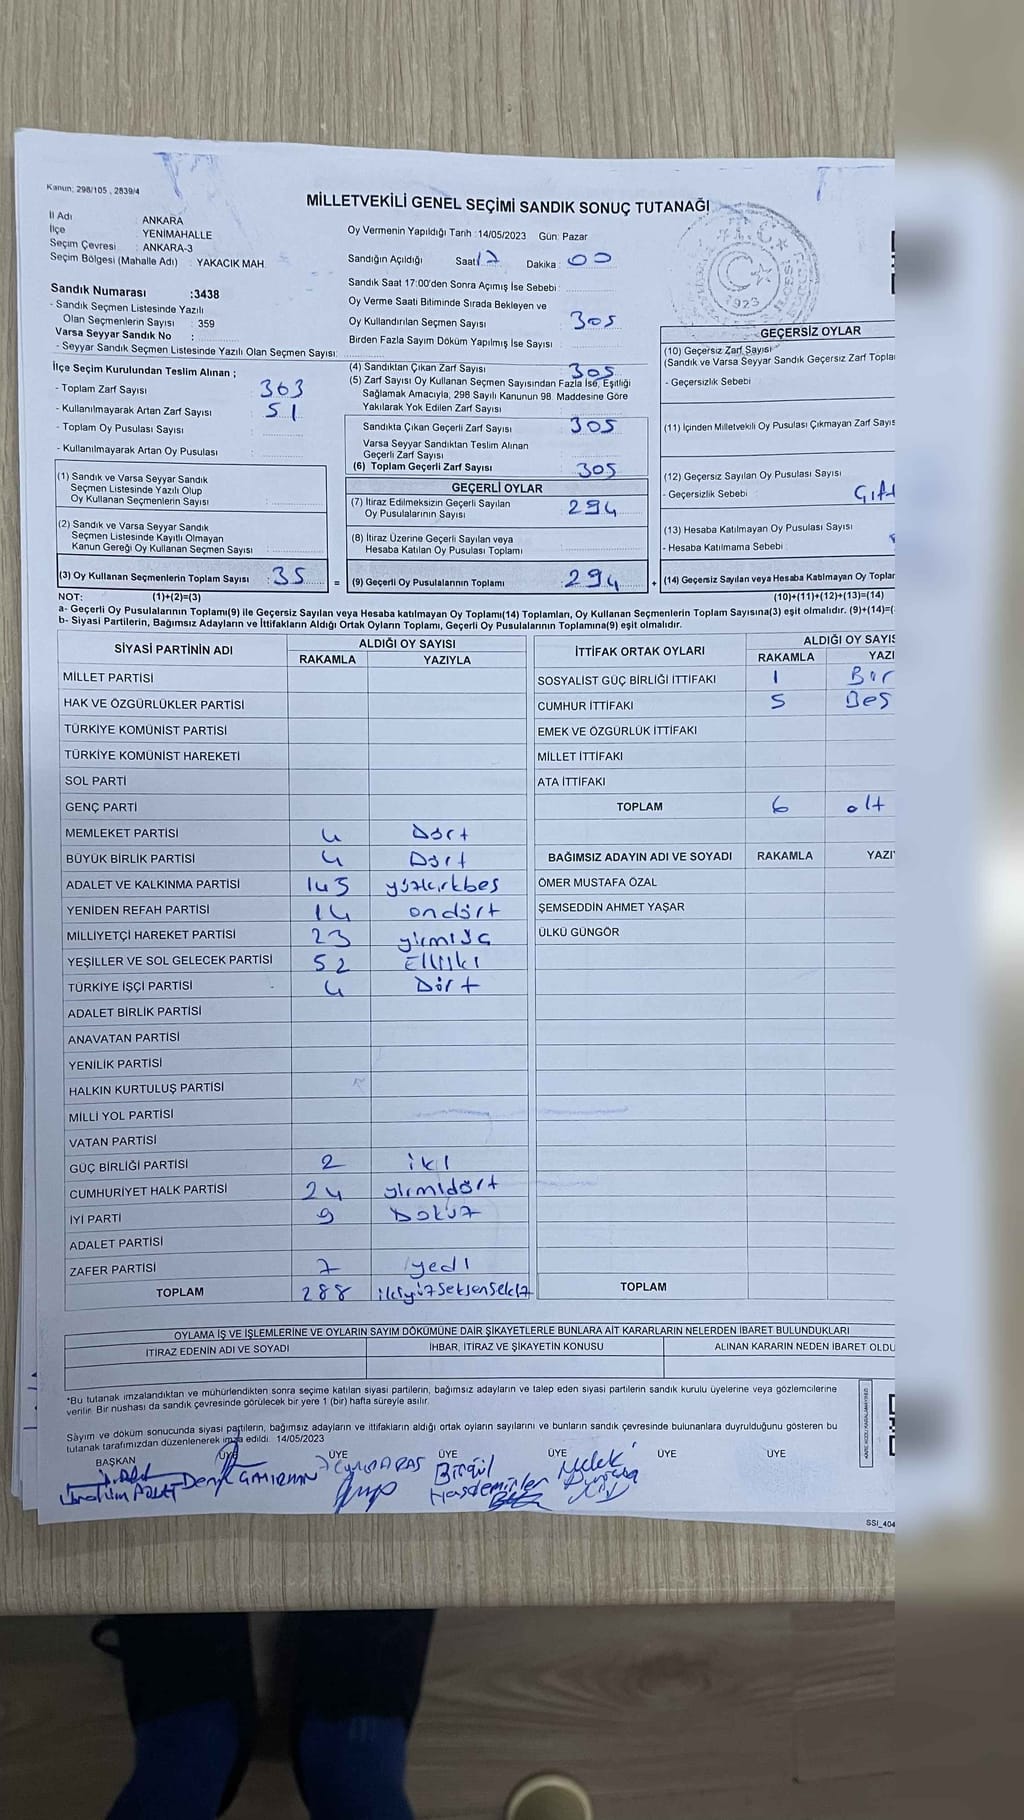 Kanun: 298/105 , 2839/4
MİLLETVEKİLİ GENEL SEÇİMİ SANDIK SONUÇ TUTANAĞI
İl Adı : ANKARA
İlçe : YENİMAHALLE
Seçim Çevresi : ANKARA-3
Seçim Bölgesi (Mahalle Adı) : YAKACIK MAH.
Oy Vermenin Yapıldığı Tarih :14/05/2023 Gün: Pazar
Sandığın Açıldığı Saat 17 Dakika : 00
Sandık Saat 17:00'den Sonra Açımış İse Sebebi :
Oy Verme Saati Bitiminde Sırada Bekleyen ve
Oy Kullandırılan Seçmen Sayısı 305
Birden Fazla Sayım Döküm Yapılmış İse Sayısı :
Sandık Numarası :3438
- Sandık Seçmen Listesinde Yazılı
Olan Seçmenlerin Sayısı : 359
Varsa Seyyar Sandık No :
- Seyyar Sandık Seçmen Listesinde Yazılı Olan Seçmen Sayısı:
İlçe Seçim Kurulundan Teslim Alınan ;
- Toplam Zarf Sayısı 363
- Kullanılmayarak Artan Zarf Sayısı 51
- Toplam Oy Pusulası Sayısı :
- Kullanılmayarak Artan Oy Pusulası :
(4) Sandıktan Çıkan Zarf Sayısı 305
(5) Zarf Sayısı Oy Kullanan Seçmen Sayısından Fazla İse, Eşitliği
Sağlamak Amacıyla, 298 Sayılı Kanunun 98. Maddesine Göre
Yakılarak Yok Edilen Zarf Sayısı
Sandıkta Çıkan Geçerli Zarf Sayısı 305
Varsa Seyyar Sandıktan Teslim Alınan
Geçerli Zarf Sayısı
(6) Toplam Geçerli Zarf Sayısı 305
GEÇERSİZ OYLAR
(10) Geçersiz Zarf Sayısı
(Sandık ve Varsa Seyyar Sandık Geçersiz Zarf Topla
- Geçersizlik Sebebi
(11) İçinden Milletvekili Oy Pusulası Çıkmayan Zarf Sayıs
(12) Geçersiz Sayılan Oy Pusulası Sayısı
- Geçersizlik Sebebi :
(13) Hesaba Katılmayan Oy Pusulası Sayısı
- Hesaba Katılmama Sebebi
(14) Geçersiz Sayılan veya Hesaba Katılmayan Oy Toplar
(10)+(11)+(12)+(13)=(14)
(1) Sandık ve Varsa Seyyar Sandık
Seçmen Listesinde Yazılı Olup
Oy Kullanan Seçmenlerin Sayısı :
(2) Sandık ve Varsa Seyyar Sandık
Seçmen Listesinde Kayıtlı Olmayan
Kanun Gereği Oy Kullanan Seçmen Sayısı :
(3) Oy Kullanan Seçmenlerin Toplam Sayısı : 35 =
GEÇERLİ OYLAR
(7) İtiraz Edilmeksizin Geçerli Sayılan
Oy Pusulalarının Sayısı : 294
(8) İtiraz Üzerine Geçerli Sayılan veya
Hesaba Katılan Oy Pusulası Toplamı :
(9) Geçerli Oy Pusulalarının Toplamı : 294 +
NOT: (1)+(2)=(3)
a- Geçerli Oy Pusulalarının Toplamı(9) ile Geçersiz Sayılan veya Hesaba katılmayan Oy Toplamı(14) Toplamları, Oy Kullanan Seçmenlerin Toplam Sayısına(3) eşit olmalıdır. (9)+(14)=(
b- Siyasi Partilerin, Bağımsız Adayların ve İttifakların Aldığı Ortak Oyların Toplamı, Geçerli Oy Pusulalarının Toplamına(9) eşit olmalıdır.
SİYASİ PARTİNİN ADI ALDIĞI OY SAYISI
RAKAMLA YAZIYLA
MİLLET PARTİSİ
HAK VE ÖZGÜRLÜKLER PARTİSİ
TÜRKİYE KOMÜNİST PARTİSİ
TÜRKİYE KOMÜNİST HAREKETİ
SOL PARTİ
GENÇ PARTİ
MEMLEKET PARTİSİ 4 Dört
BÜYÜK BİRLİK PARTİSİ 4 Dört
ADALET VE KALKINMA PARTİSİ 145 yüzkırkbeş
YENİDEN REFAH PARTİSİ 14 ondört
MİLLİYETÇİ HAREKET PARTİSİ 23 yirmiüç
YEŞİLLER VE SOL GELECEK PARTİSİ 52 Elliiki
TÜRKİYE İŞÇİ PARTİSİ 4 Dört
ADALET BİRLİK PARTİSİ
ANAVATAN PARTİSİ
YENİLİK PARTİSİ
HALKIN KURTULUŞ PARTİSİ
MİLLİ YOL PARTİSİ
VATAN PARTİSİ
GÜÇ BİRLİĞİ PARTİSİ 2 iki
CUMHURİYET HALK PARTİSİ 24 yirmidört
İYİ PARTİ 9 Dokuz
ADALET PARTİSİ
ZAFER PARTİSİ 7 yedi
TOPLAM 288 ikiyüzseksensekiz
İTTİFAK ORTAK OYLARI ALDIĞI OY SAYIS
RAKAMLA YAZI
SOSYALİST GÜÇ BİRLİĞİ İTTİFAKI 1 Bir
CUMHUR İTTİFAKI 5 Beş
EMEK VE ÖZGÜRLÜK İTTİFAKI
MİLLET İTTİFAKI
ATA İTTİFAKI
TOPLAM 6 alt
BAĞIMSIZ ADAYIN ADI VE SOYADI RAKAMLA YAZI
ÖMER MUSTAFA ÖZAL
ŞEMSEDDİN AHMET YAŞAR
ÜLKÜ GÜNGÖR
TOPLAM
OYLAMA İŞ VE İŞLEMLERİNE VE OYLARIN SAYIM DÖKÜMÜNE DAİR ŞİKAYETLERLE BUNLARA AİT KARARLARIN NELERDEN İBARET BULUNDUKLARI
İTİRAZ EDENİN ADI VE SOYADI İHBAR, İTİRAZ VE ŞİKAYETİN KONUSU ALINAN KARARIN NEDEN İBARET OLDU
*Bu tutanak imzalandıktan ve mühürlendikten sonra seçime katılan siyasi partilerin, bağımsız adayların ve talep eden siyasi partilerin sandık kurulu üyelerine veya gözlemcilerine
verilir. Bir nüshası da sandık çevresinde görülecek bir yere 1 (bir) hafta süreyle asılır.
Sayım ve döküm sonucunda siyasi partilerin, bağımsız adayların ve ittifakların aldığı ortak oyların sayılarını ve bunların sandık çevresinde bulunanlara duyrulduğunu gösteren bu
tutanak tarafımızdan düzenlenerek imza edildi. 14/05/2023
BAŞKAN ÜYE ÜYE ÜYE ÜYE ÜYE ÜYE
Birgül
Melek
1923
SSİ_404